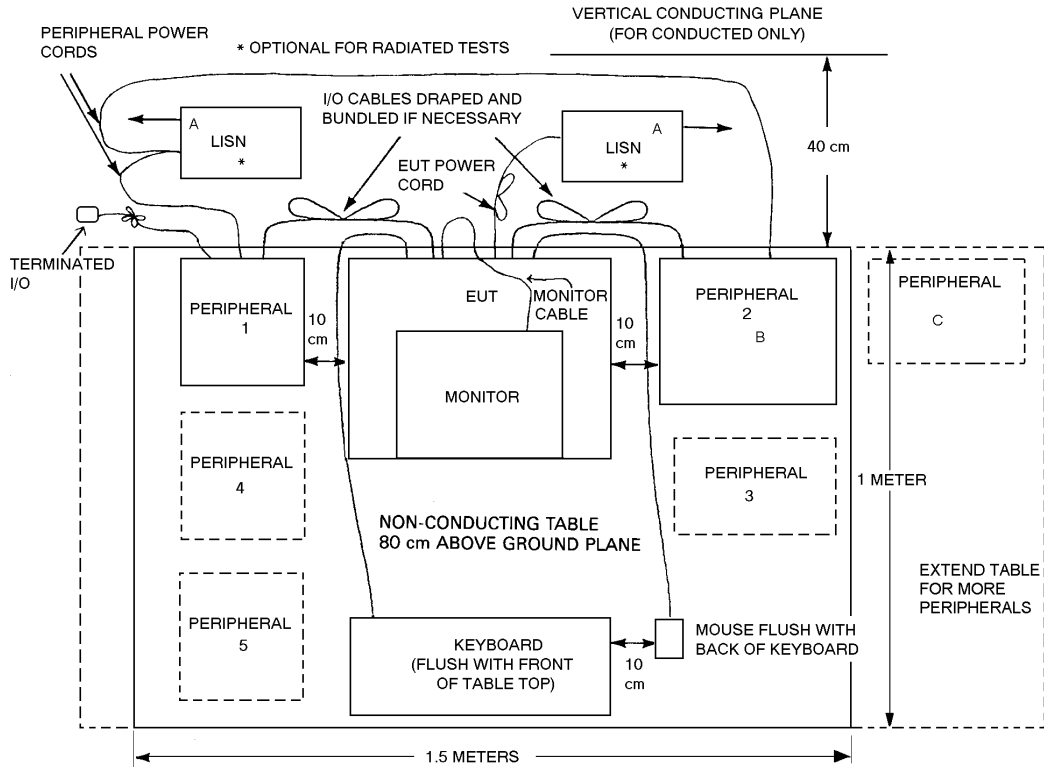 VERTICAL CONDUCTING PLANE
(FOR CONDUCTED ONLY)
PERIPHERAL POWER
CORDS
* OPTIONAL FOR RADIATED TESTS
I/O CABLES DRAPED AND
BUNDLED IF NECESSARY
A
LISN
*
A
LISN
*
40 cm
EUT POWER
CORD
TERMINATED
I/O
PERIPHERAL
1
10
cm
EUT
MONITOR
CABLE
10
cm
PERIPHERAL
2
B
PERIPHERAL
C
MONITOR
PERIPHERAL
4
PERIPHERAL
3
1 METER
NON-CONDUCTING TABLE
80 cm ABOVE GROUND PLANE
EXTEND TABLE
FOR MORE
PERIPHERALS
PERIPHERAL
5
KEYBOARD
(FLUSH WITH FRONT
OF TABLE TOP)
10
cm
MOUSE FLUSH WITH
BACK OF KEYBOARD
1.5 METERS